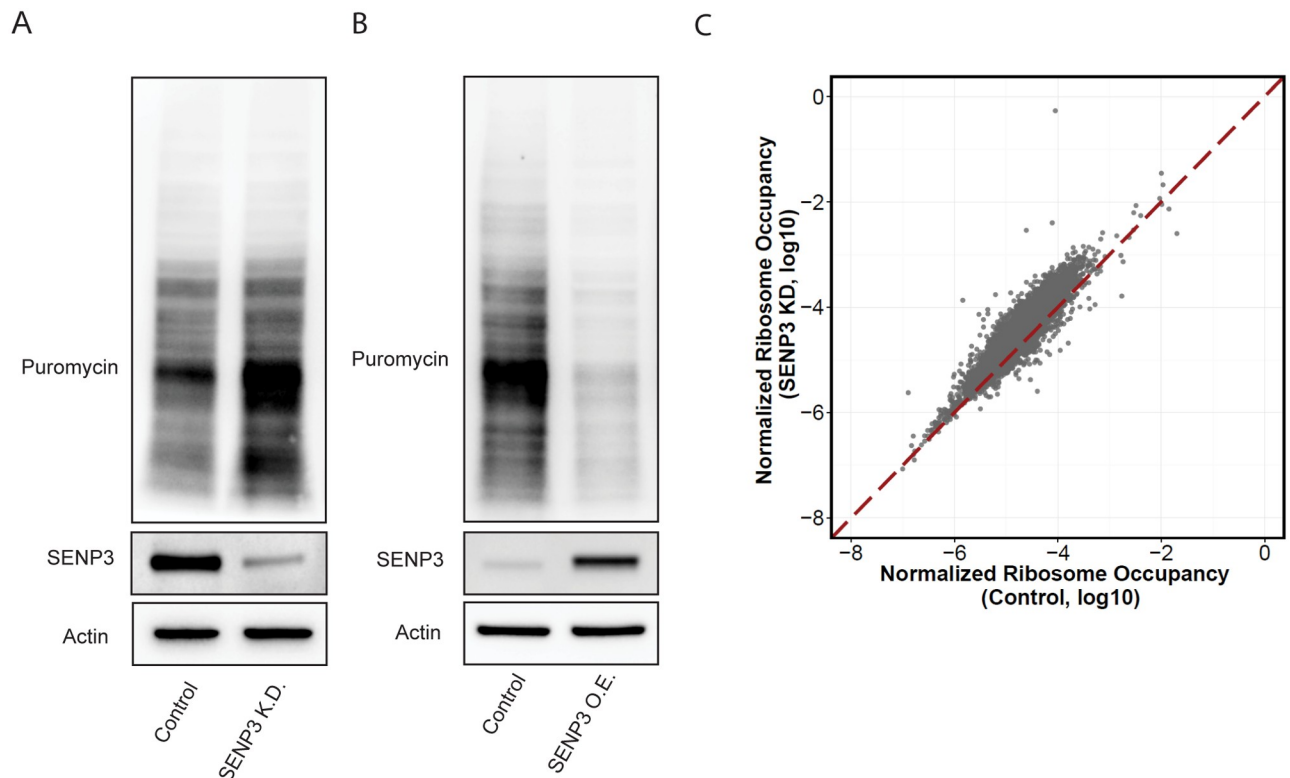 A
B
C
Puromycin
SENP3
Actin
Control
SENP3 K.D.
Puromycin
SENP3
Actin
Control
SENP3 O.E.
Normalized Ribosome Occupancy
(SENP3 KD, log10)
0
−2
−4
−6
−8
−8
−6
−4
−2
0
Normalized Ribosome Occupancy
(Control, log10)